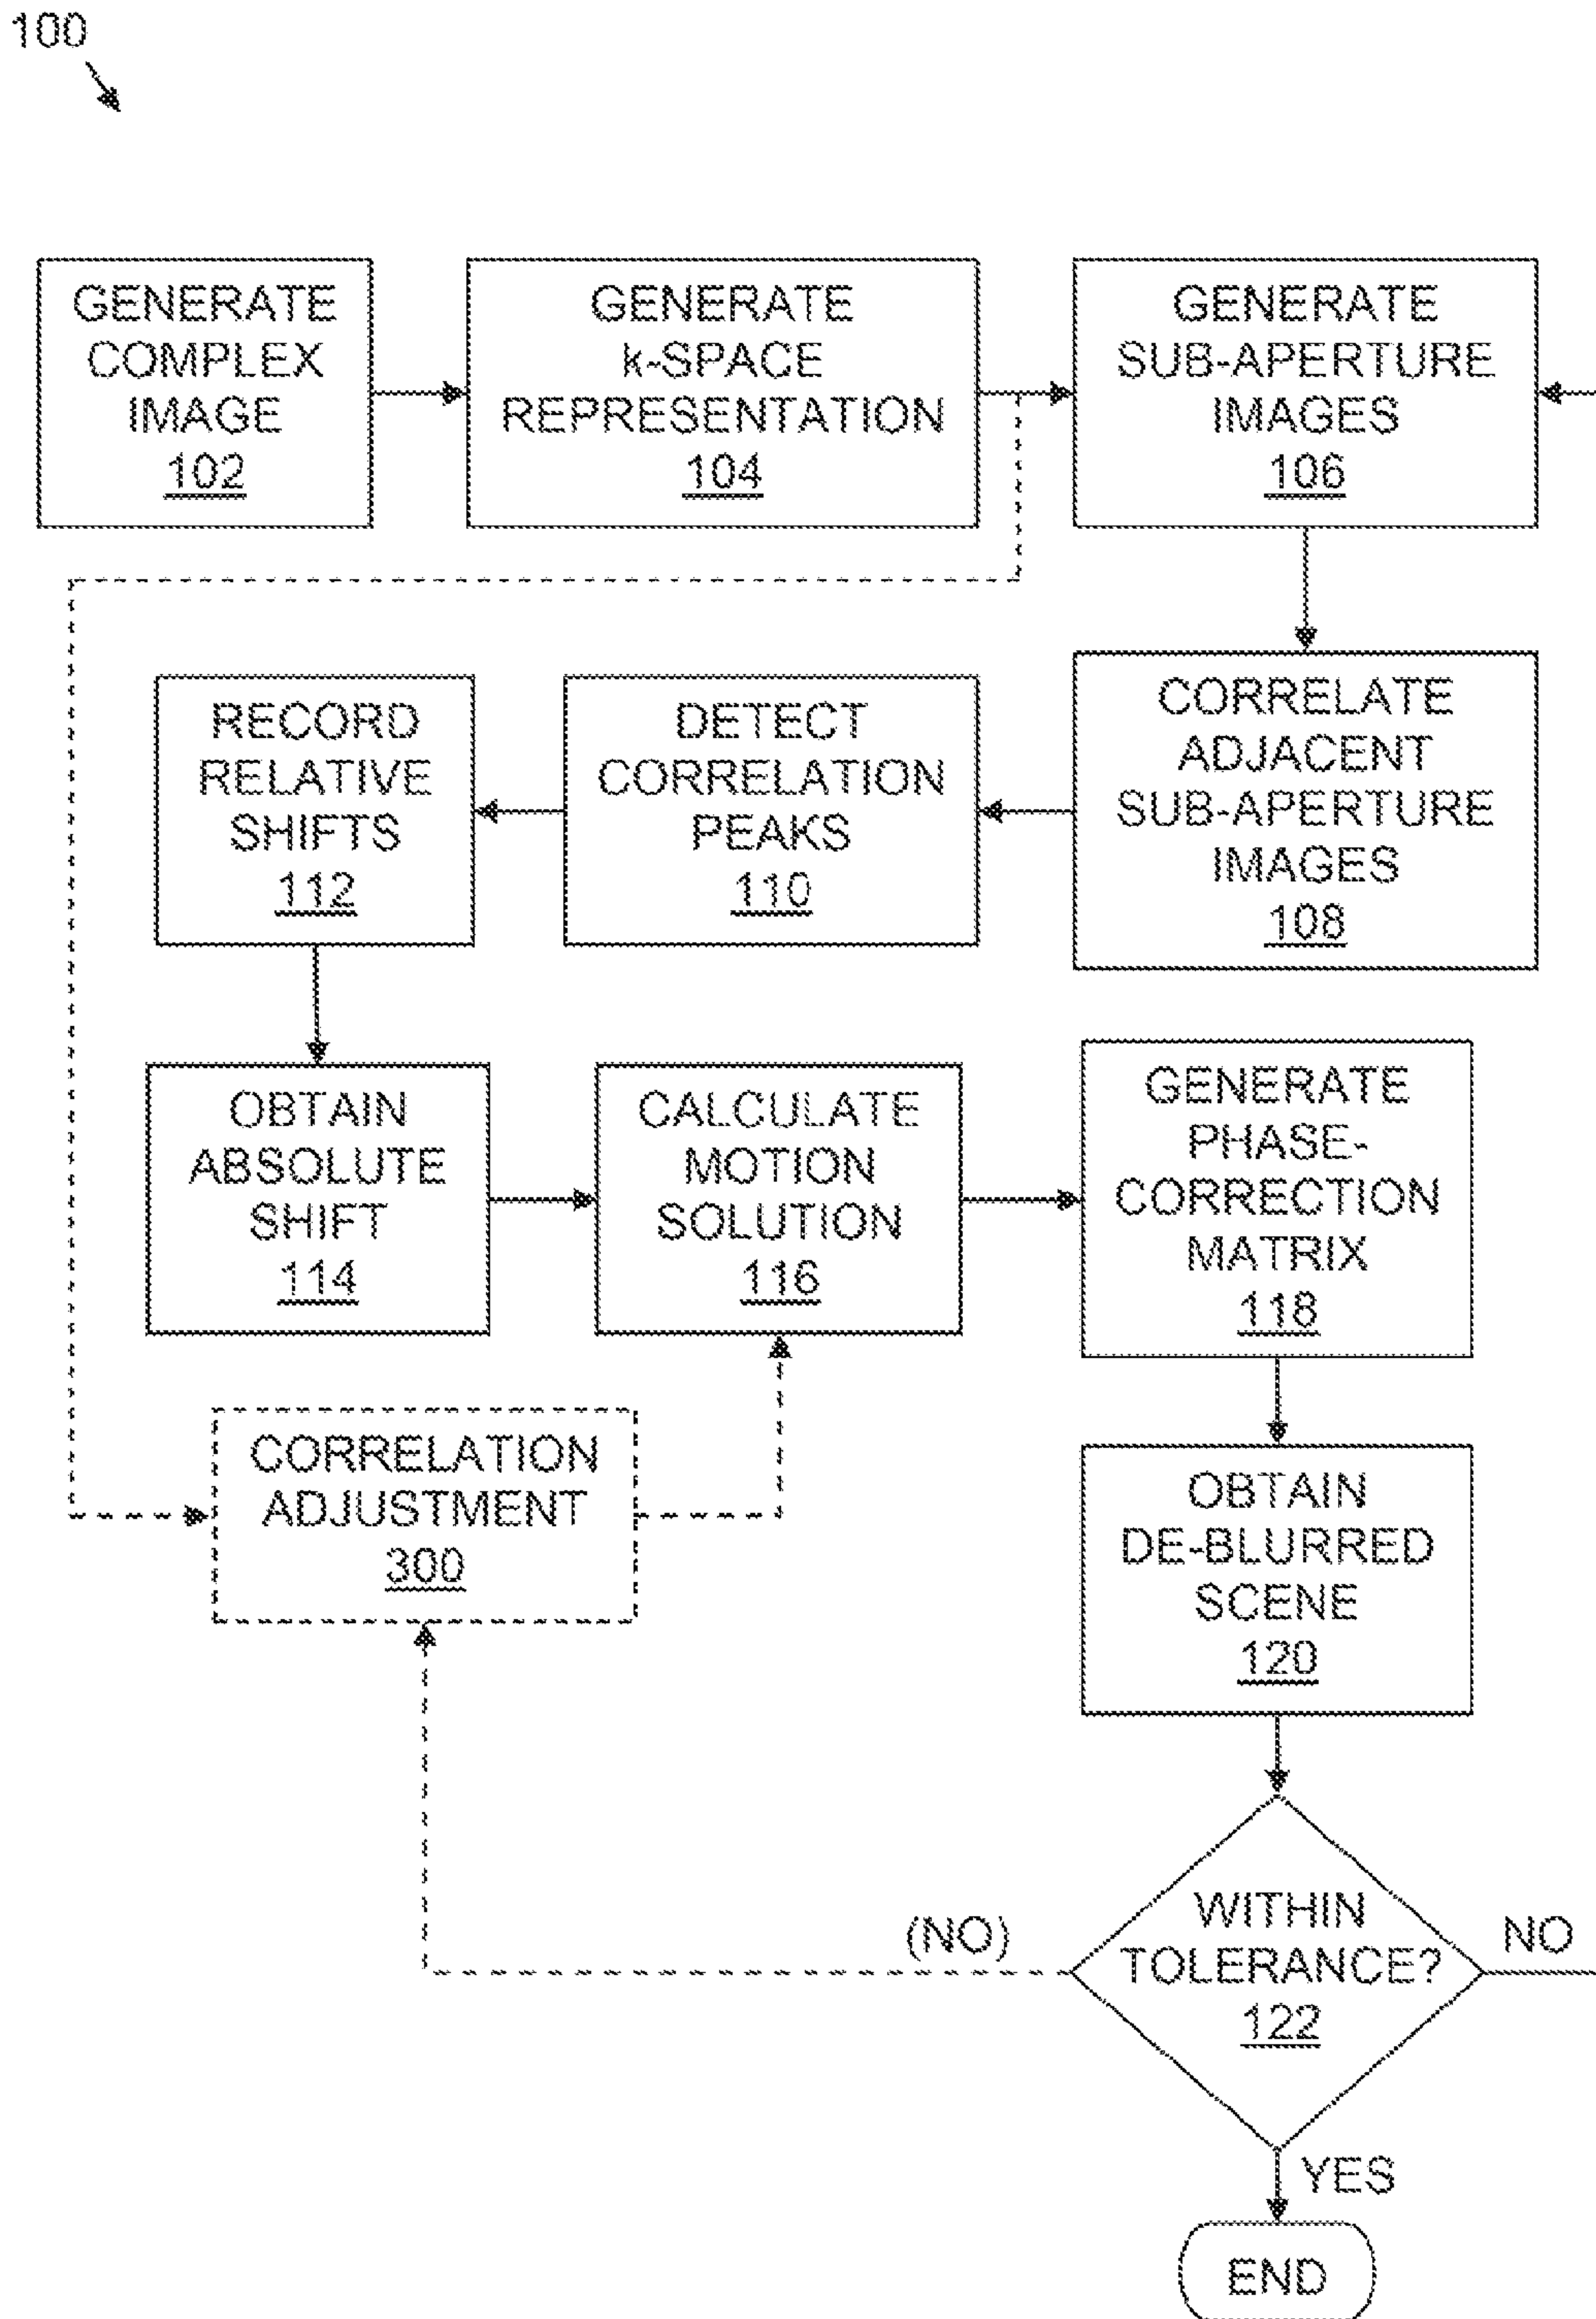 100
GENERATE
COMPLEX
IMAGE
102
GENERATE
k-SPACE
REPRESENTATION
104
GENERATE
SUB-APERTURE
IMAGES
106
CORRELATE
ADJACENT
SUB-APERTURE
IMAGES
108
DETECT
CORRELATION
PEAKS
110
RECORD
RELATIVE
SHIFTS
112
OBTAIN
ABSOLUTE
SHIFT
114
CALCULATE
MOTION
SOLUTION
116
GENERATE
PHASE-
CORRECTION
MATRIX
118
CORRELATION
ADJUSTMENT
300
OBTAIN
DE-BLURRED
SCENE
120
WITHIN
TOLERANCE?
122
(NO)
NO
YES
END